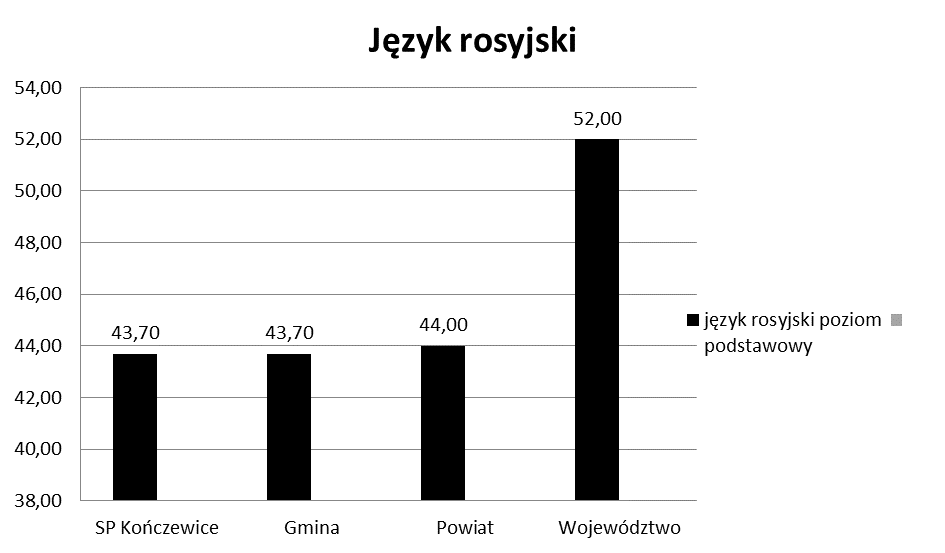 Język rosyjski
54,00
52,00
50,00
48,00
46,00
44,00
42,00
40,00
38,00
43,70
43,70
44,00
52,00
SP Kończewice
Gmina
Powiat
Województwo
język rosyjski poziom
podstawowy